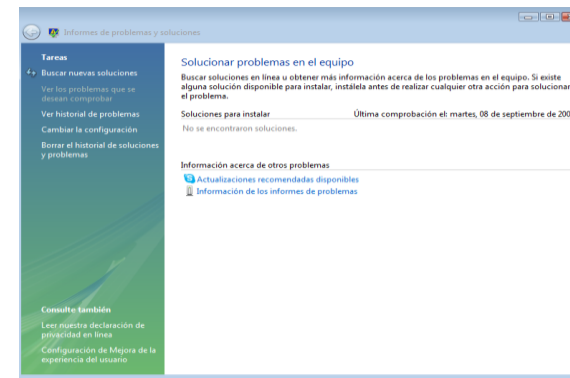 Informes de problemas y soluciones
Tareas
Buscar nuevas soluciones
Ver los problemas que se
desean comprobar
Ver historial de problemas
Cambiar la configuración
Borrar el historial de soluciones
y problemas
Consulte también
Leer nuestra declaración de
privacidad en línea
Configuración de Mejora de la
experiencia del usuario
Solucionar problemas en el equipo
Buscar soluciones en línea u obtener más información acerca de los problemas en el equipo. Si existe
alguna solución disponible para instalar, instálela antes de realizar cualquier otra acción para solucionar
el problema.
Soluciones para instalar
Última comprobación el: martes, 08 de septiembre de 200
No se encontraron soluciones.
Información acerca de otros problemas
Actualizaciones recomendadas disponibles
Información de los informes de problemas